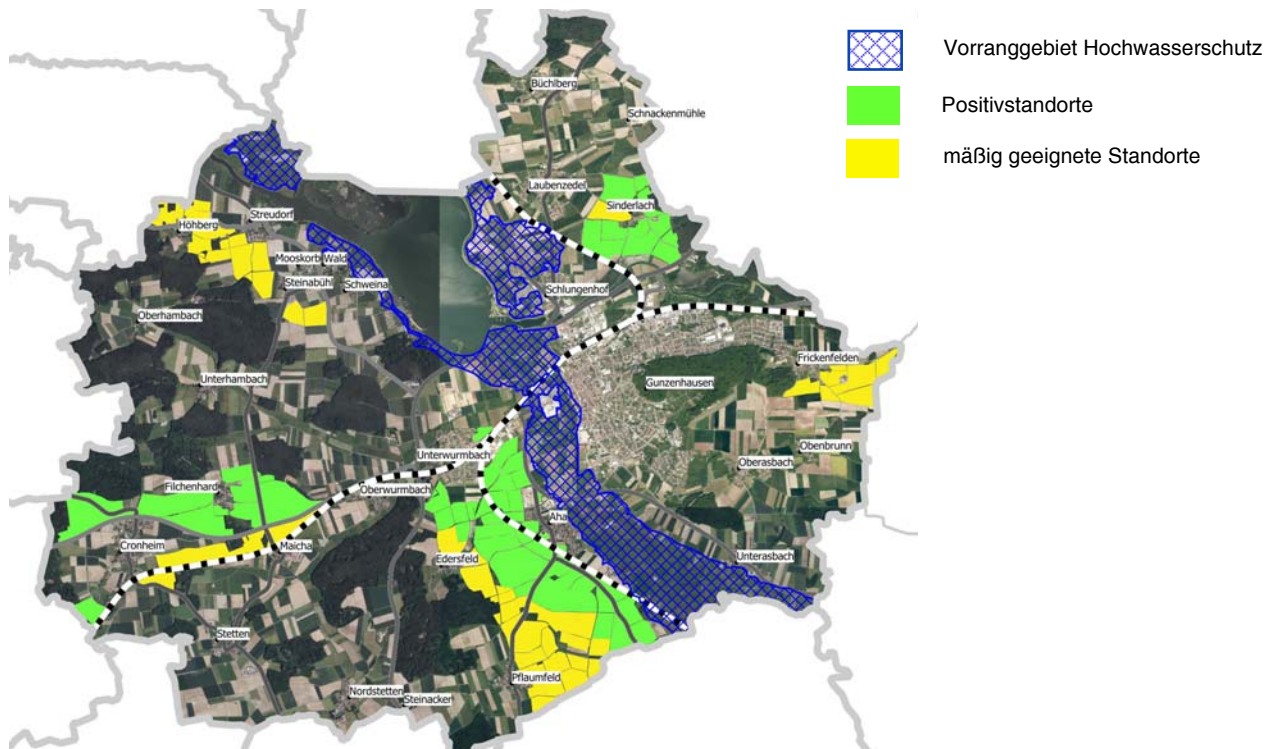 Vorranggebiet Hochwasserschutz
Positivstandorte
mäßig geeignete Standorte
Büchlberg
Schnackenmühle
Laubenzedel
Sinderlach
Streudorf
Höhberg
Mooskorb
Wald
Steinabühl
Schweina
Schlungenhof
Oberhambach
Frickenfelden
Unterhambach
Gunzenhausen
Obenbrunn
Unterwurmbach
Oberasbach
Filchenhard
Oberwurmbach
Aha
Cronheim
Maicha
Edersfeld
Unterasbach
Stetten
Pflaumfeld
Nordstetten
Steinacker